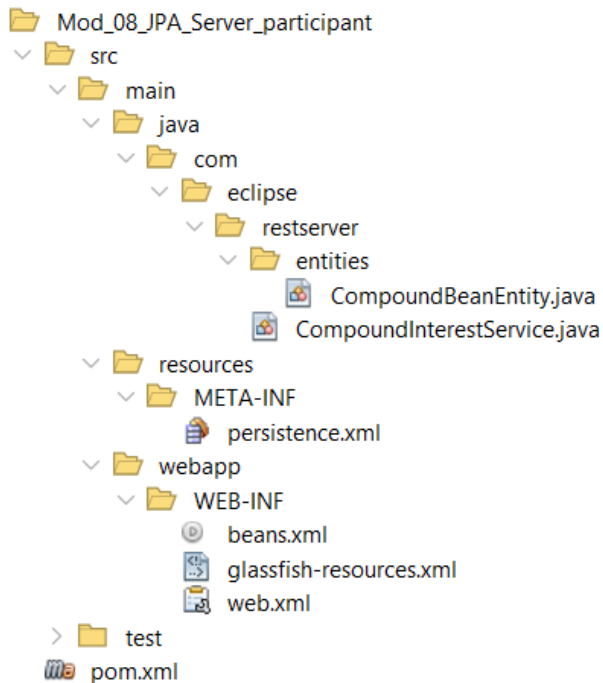 Mod_08_JPA_Server_participant
src
main
java
com
eclipse
restserver
entities
CompoundBeanEntity.java
CompoundInterestService.java
resources
META-INF
persistence.xml
webapp
WEB-INF
beans.xml
glassfish-resources.xml
web.xml
test
pom.xml